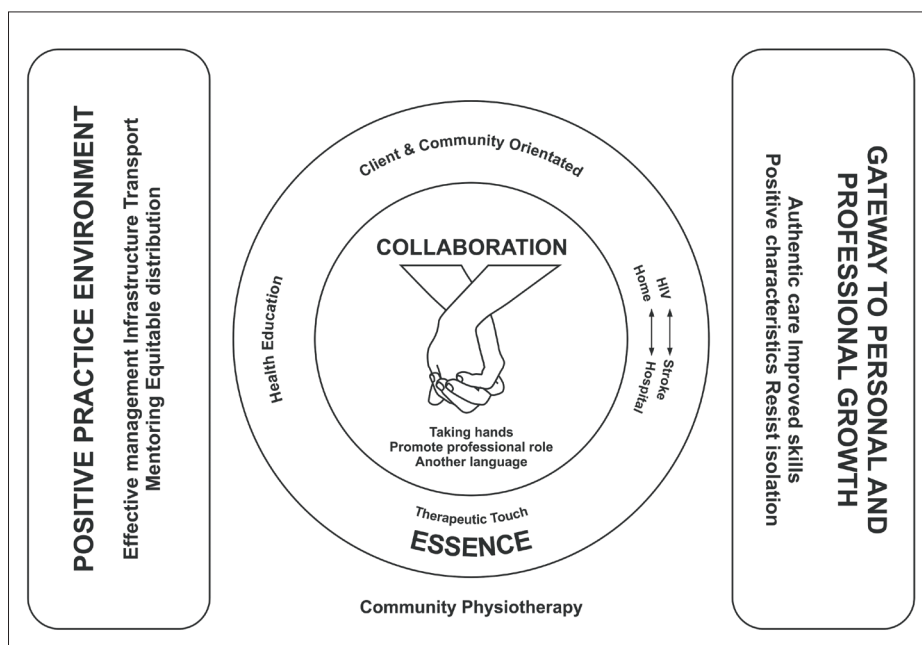 POSITIVE PRACTICE ENVIRONMENT
Effective management Infrastructure Transport
Mentoring Equitable distribution
Client & Community Orientated
Health Education
COLLABORATION
Taking hands
Promote professional role
Another language
HIV
Home
Stroke
Hospital
Therapeutic Touch
ESSENCE
Community Physiotherapy
GATEWAY TO PERSONAL AND
PROFESSIONAL GROWTH
Authentic care Improved skills
Positive characteristics Resist isolation